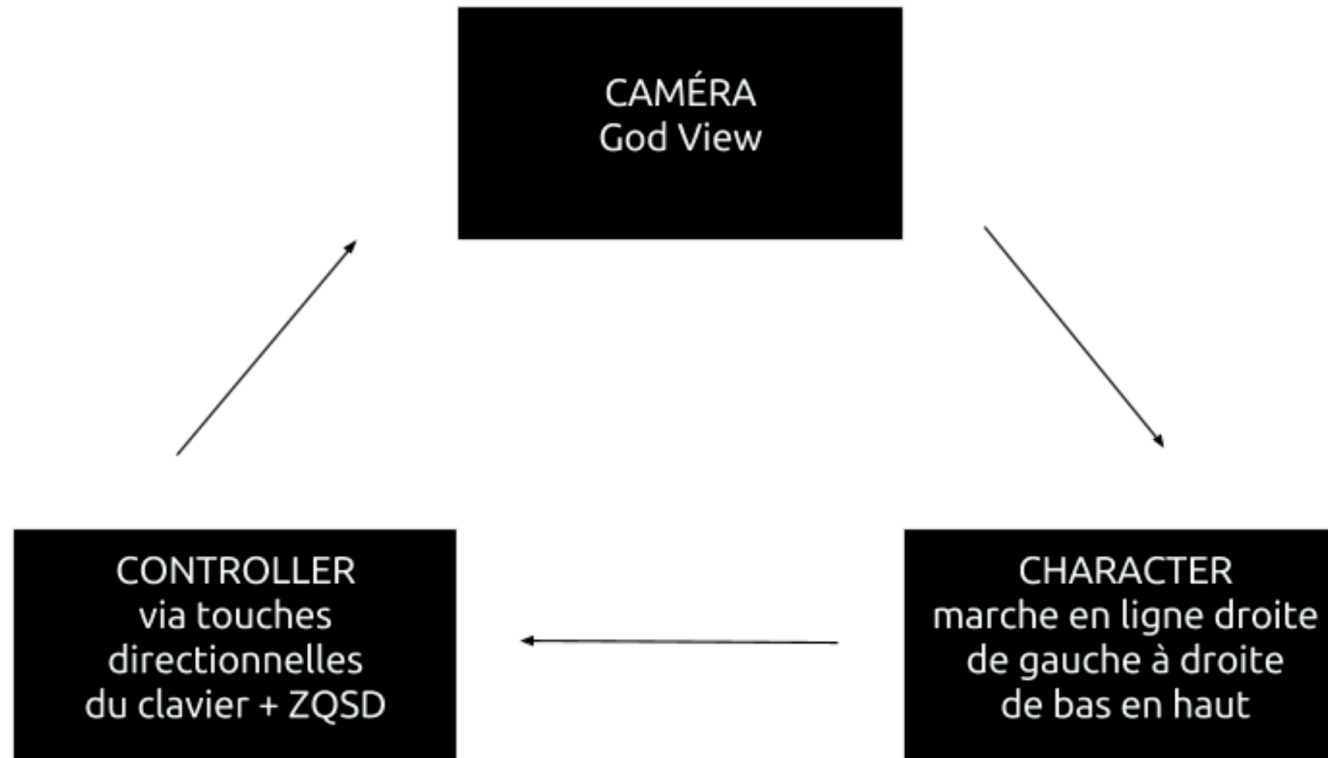 CAMÉRA
God View
CONTROLLER
via touches
directionnelles
du clavier + ZQSD
CHARACTER
marche en ligne droite
de gauche à droite
de bas en haut